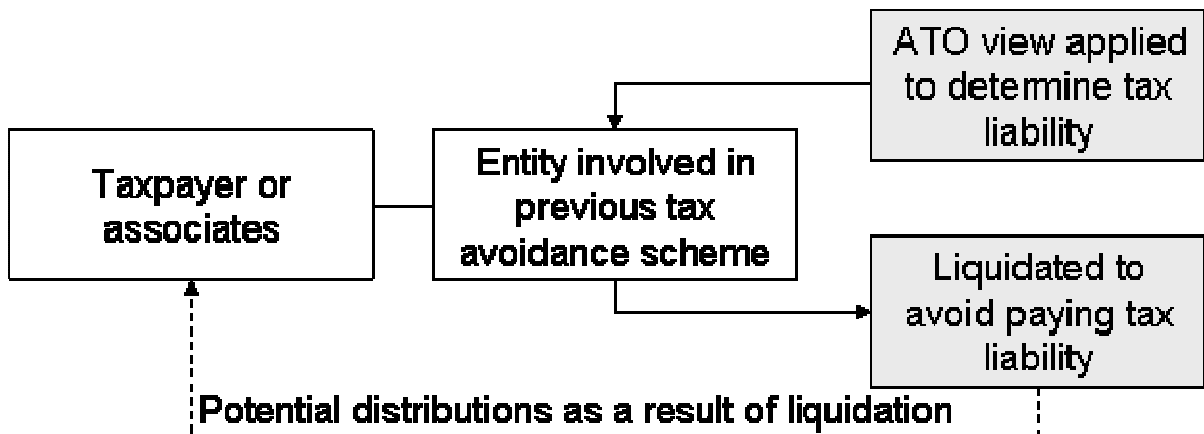 ATO view applied
to determine tax
liability
Taxpayer or
associates
Entity involved in
previous tax
avoidance scheme
Liquidated to
avoid paying tax
liability
Potential distributions as a result of liquidation